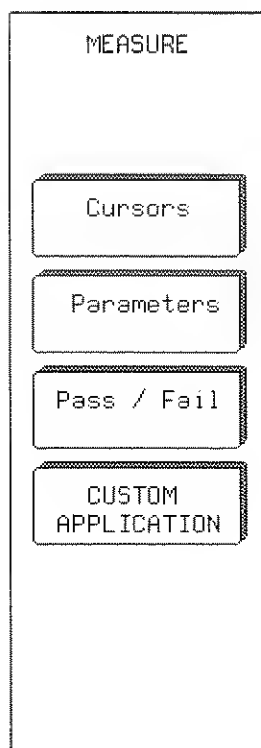 MEASURE
Cursors
Parameters
Pass / Fail
CUSTOM
APPLICATION